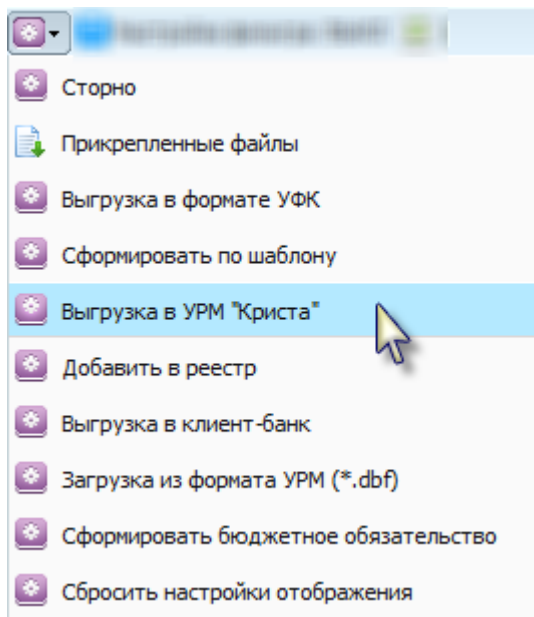 Сторно
Прикрепленные файлы
Выгрузка в формате УФК
Сформировать по шаблону
Выгрузка в УРМ "Криста"
Добавить в реестр
Выгрузка в клиент-банк
Загрузка из формата УРМ (*.dbf)
Сформировать бюджетное обязательство
Сбросить настройки отображения